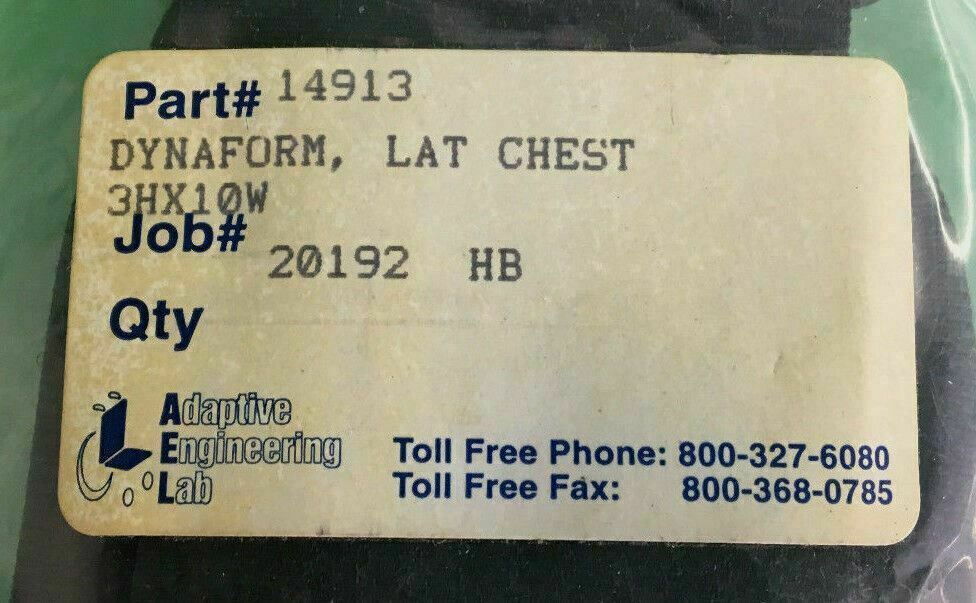 Part# 14913
DYNAFORM, LAT CHEST
3HX10W
Job#
20192 HB
Qty
Adaptive
Engineering
Lab
Toll Free Phone: 800-327-6080
Toll Free Fax: 800-368-0785